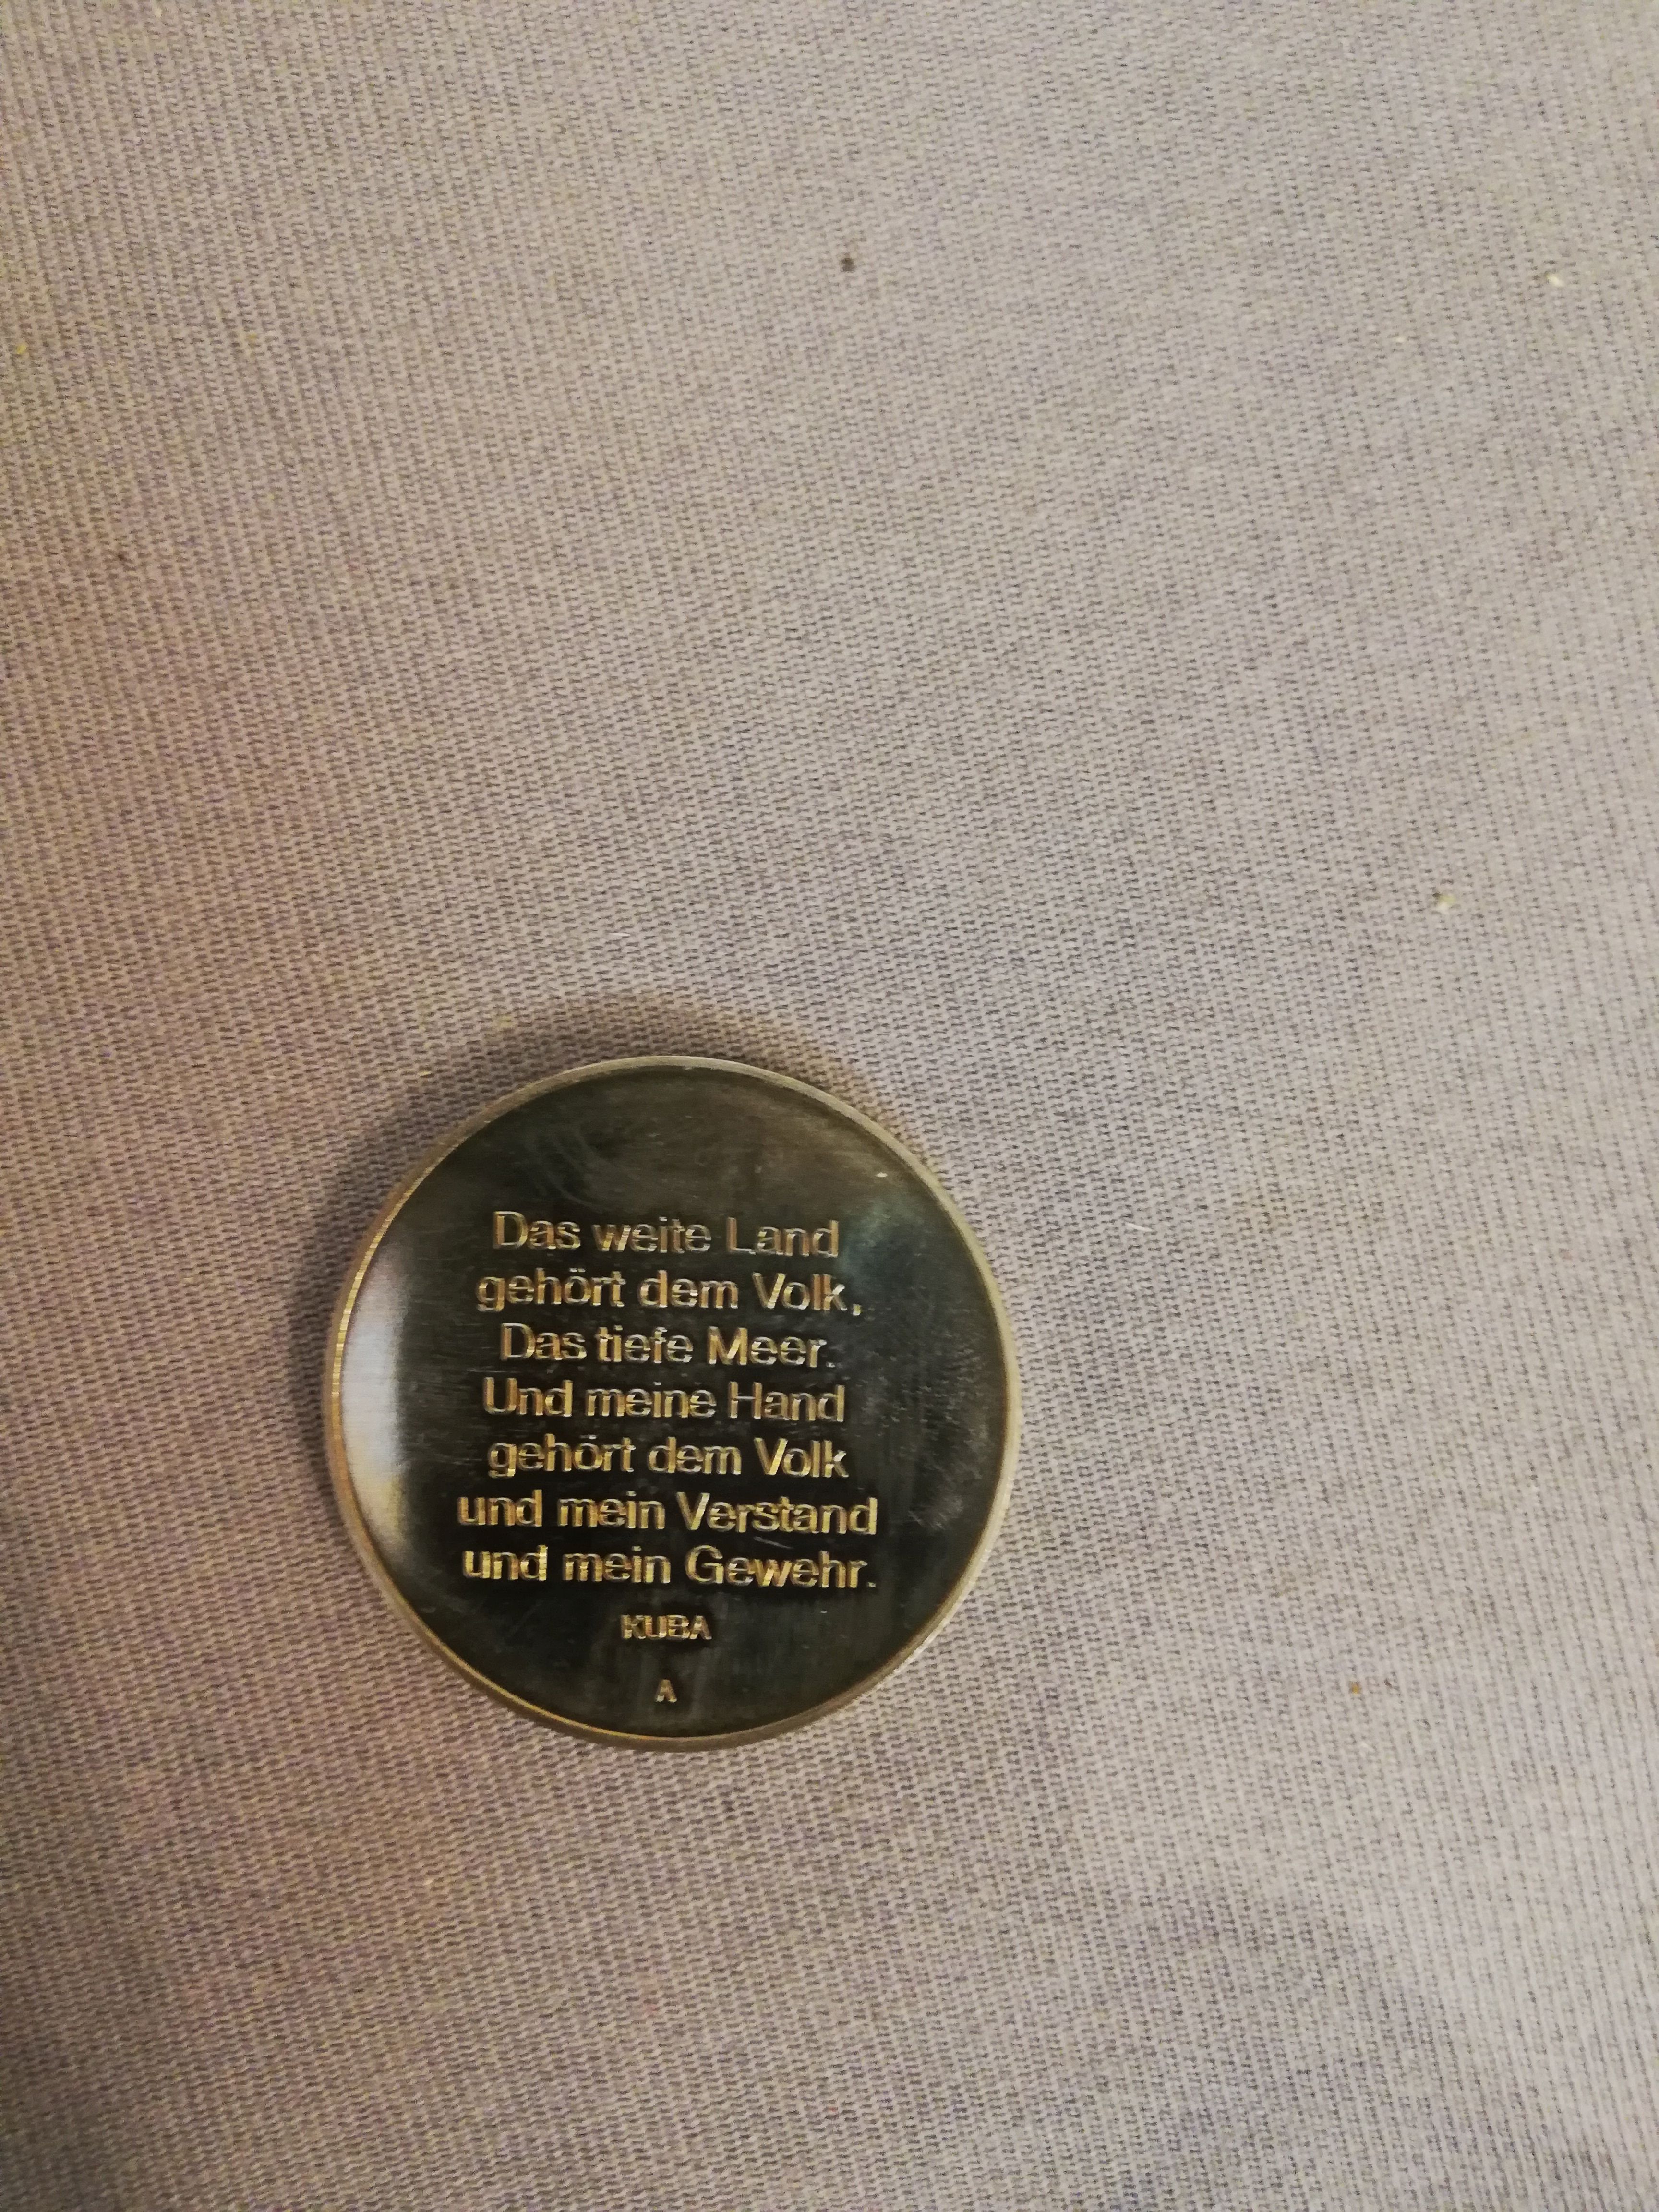 Das weite Land
gehört dem Volk,
Das tiefe Meer.
Und meine Hand
gehört dem Volk
und mein Verstand
und mein Gewehr.
KUBA
A